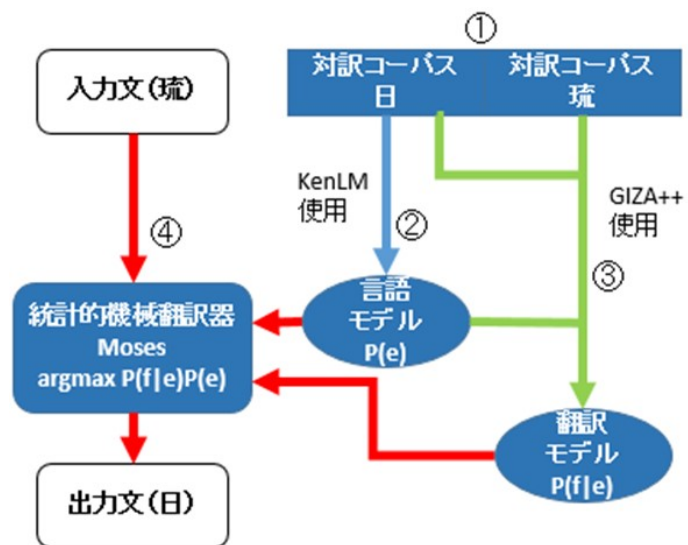 ①
対訳コーパス
日
対訳コーパス
琉
入力文(琉)
KenLM
使用
②
GIZA++
使用
③
④
言語
モデル
P(e)
統計的機械翻訳器
Moses
argmax P(f|e)P(e)
翻訳
モデル
P(f|e)
出力文(日)